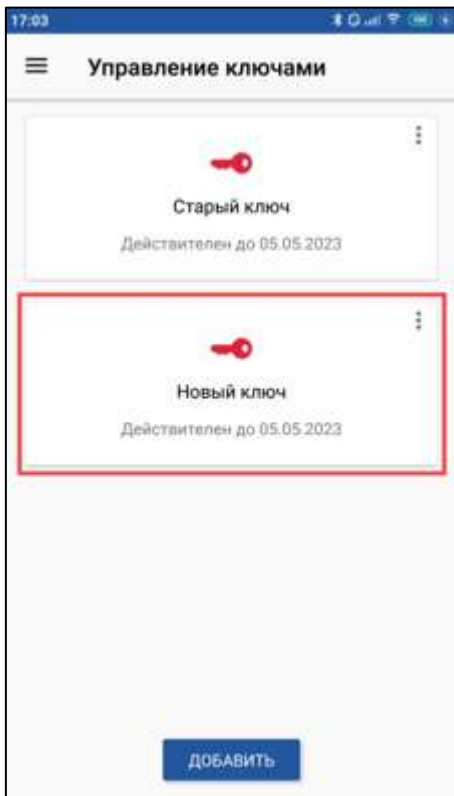 17:03
Управление ключами
Старый ключ
Действителен до 05.05.2023
Новый ключ
Действителен до 05.05.2023
ДОБАВИТЬ